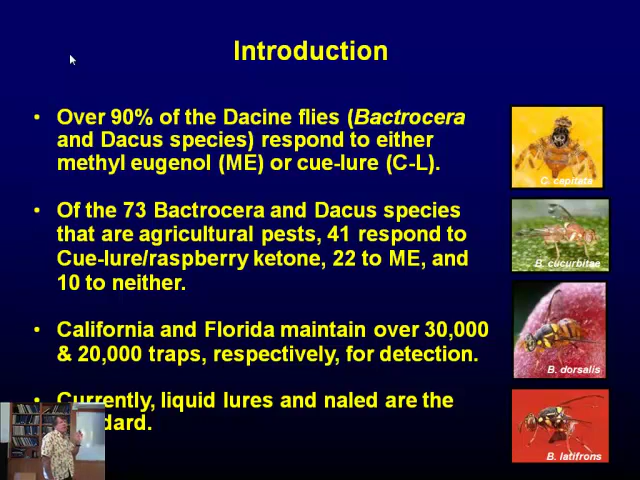 Introduction
• Over 90% of the Dacine flies (Bactrocera
and Dacus species) respond to either
methyl eugenol (ME) or cue-lure (C-L).
• Of the 73 Bactrocera and Dacus species
that are agricultural pests, 41 respond to
Cue-lure/raspberry ketone, 22 to ME, and
10 to neither.
• California and Florida maintain over 30,000
& 20,000 traps, respectively, for detection.
• Currently, liquid lures and naled are the
dard.
C. capitata
B. cucurbitae
B. dorsalis
B. latifrons